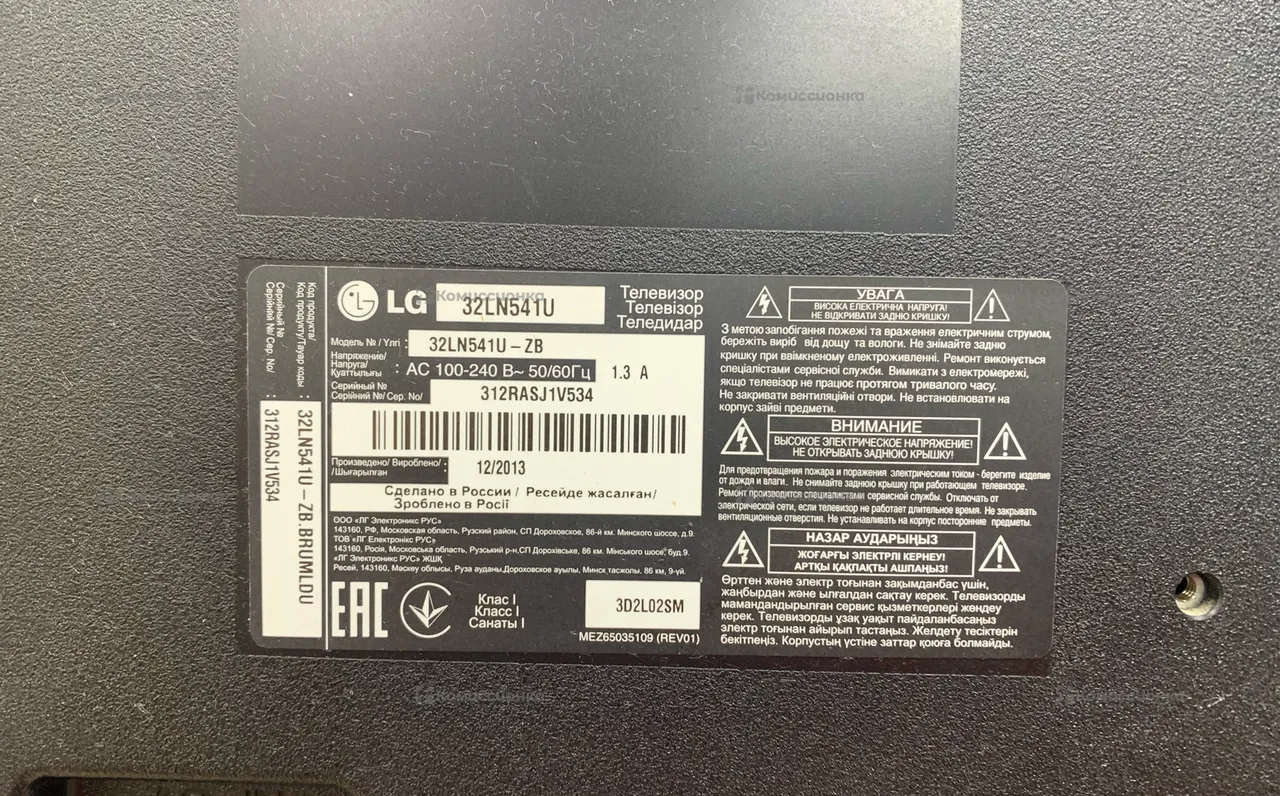 Комиссионка
LG
Комиссионка
32LN541U
Телевизор
Телевізор
Теледидар
Модель № / Үлгі :
32LN541U – ZB
Напряжение/
Напруга/
Қуаттылығы
: AC 100-240 В~ 50/60Гц
1.3 A
Серийный №
Серійний №/Сер. No/
312RASJ1V534
Произведено/ Вироблено/
/Шығарылған :
12/2013
Сделано в России / Ресейде жасалған/
Зроблено в Росії
ООО «ЛГ Электроникс РУС»
143160, РФ, Московская область, Рузский район, СП Дороховское, 86-й км. Минского шоссе, д.9.
ТОВ «ЛГ Електронікс РУС»
143160, Росія, Московська область, Рузський р-н,СП Дорохівське, 86 км. Мінського шосе, буд.9.
«ЛГ Электроникс РУС» ЖШҚ
Ресей, 143160, Мәскеу облысы, Руза ауданы,Дороховское ауылы, Минск тасжолы, 86 км, 9-үй.
EAC
Клас I
Класс I
Санаты I
3D2L02SM
MEZ65035109 (REV01)
Код продукта/
Код продукту/Тауар коды :
32LN541U – ZB.BRUMLDU
Серийный №
Серійний №/ Сер. No/ :
312RASJ1V534
УВАГА
ВИСОКА ЕЛЕКТРИЧНА НАПРУГА!
НЕ ВІДКРИВАТИ ЗАДНЮ КРИШКУ!
З метою запобігання пожежі та враження електричним струмом,
бережіть виріб від дощу та вологи. Не знімайте задню
кришку при ввімкненому електроживленні. Ремонт виконується
спеціалістами сервісної служби. Вимикати з електромережі,
якщо телевізор не працює протягом тривалого часу.
Не закривати вентиляційні отвори. Не встановлювати на
корпус зайві предмети.
ВНИМАНИЕ
ВЫСОКОЕ ЭЛЕКТРИЧЕСКОЕ НАПРЯЖЕНИЕ!
НЕ ОТКРЫВАТЬ ЗАДНЮЮ КРЫШКУ!
Для предотвращения пожара и поражения электрическим током - берегите изделие
от дождя и влаги. Не снимайте заднюю крышку при работающем телевизоре.
Ремонт производится специалистами сервисной службы. Отключать от
электрической сети, если телевизор не работает длительное время. Не закрывать
вентиляционные отверстия. Не устанавливать на корпус посторонние предметы.
НАЗАР АУДАРЫҢЫЗ
ЖОҒАРҒЫ ЭЛЕКТРЛІ КЕРНЕУ!
АРТҚЫ ҚАҚПАҚТЫ АШПАҢЫЗ!
Өрттен және электр тоғынан зақымданбас үшін,
жаңбырдан және ылғалдан сақтау керек. Телевизорды
мамандандырылған сервис қызметкерлері жөндеу
керек. Телевизорды ұзақ уақыт пайдаланбасаңыз
электр тоғынан айырып тастаңыз. Желдету тесіктерін
бекітпеңіз. Корпустың үстіне заттар қоюға болмайды.
Комиссионка